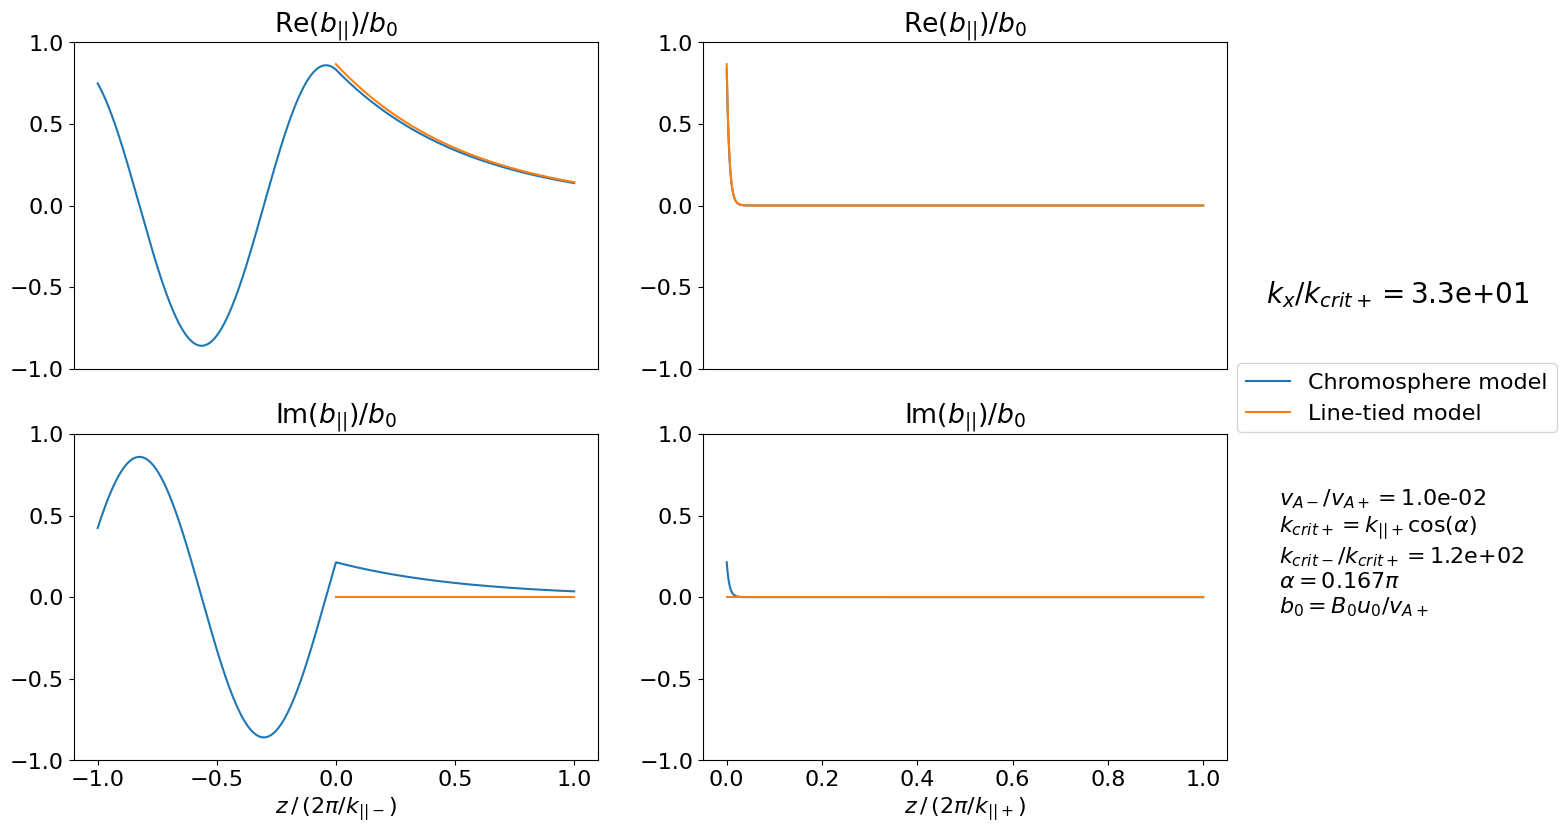 Re(b_{||})/b_0
1.0
0.5
0.0
−0.5
−1.0
Re(b_{||})/b_0
1.0
0.5
0.0
−0.5
−1.0
Im(b_{||})/b_0
1.0
0.5
0.0
−0.5
−1.0
−1.0 −0.5 0.0 0.5 1.0
z / (2π/k_{||−})
Im(b_{||})/b_0
1.0
0.5
0.0
−0.5
−1.0
0.0 0.2 0.4 0.6 0.8 1.0
z / (2π/k_{||+})
k_x/k_{crit+} = 3.3e+01
Chromosphere model
Line-tied model
v_{A−}/v_{A+} = 1.0e-02
k_{crit+} = k_{||+} cos(α)
k_{crit−}/k_{crit+} = 1.2e+02
α = 0.167π
b_0 = B_0u_0/v_{A+}